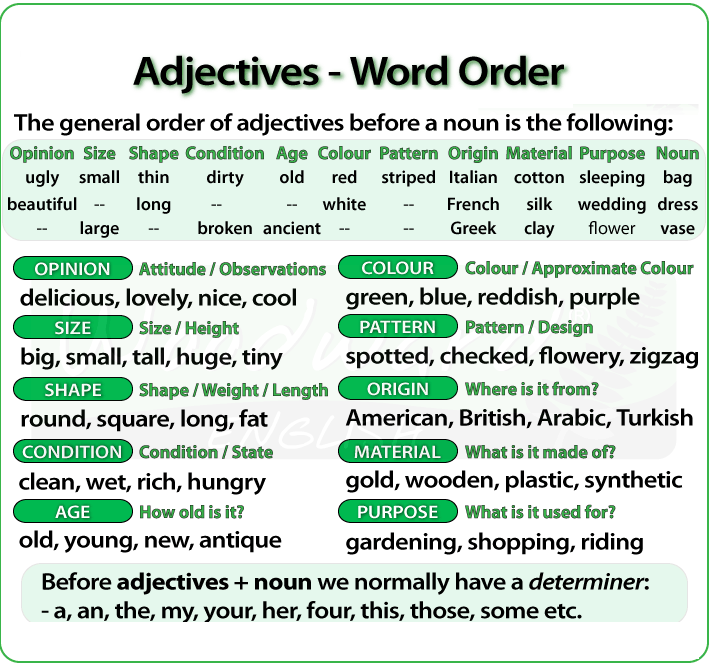 Adjectives - Word Order
The general order of adjectives before a noun is the following:
Opinion Size Shape Condition Age Colour Pattern Origin Material Purpose Noun
ugly small thin dirty old red striped Italian cotton sleeping bag
beautiful -- long -- -- white -- French silk wedding dress
-- large -- broken ancient -- -- Greek clay flower vase
OPINION Attitude / Observations
delicious, lovely, nice, cool
SIZE Size / Height
big, small, tall, huge, tiny
SHAPE Shape / Weight / Length
round, square, long, fat
CONDITION Condition / State
clean, wet, rich, hungry
AGE How old is it?
old, young, new, antique
COLOUR Colour / Approximate Colour
green, blue, reddish, purple
PATTERN Pattern / Design
spotted, checked, flowery, zigzag
ORIGIN Where is it from?
American, British, Arabic, Turkish
MATERIAL What is it made of?
gold, wooden, plastic, synthetic
PURPOSE What is it used for?
gardening, shopping, riding
Before adjectives + noun we normally have a determiner:
- a, an, the, my, your, her, four, this, those, some etc.